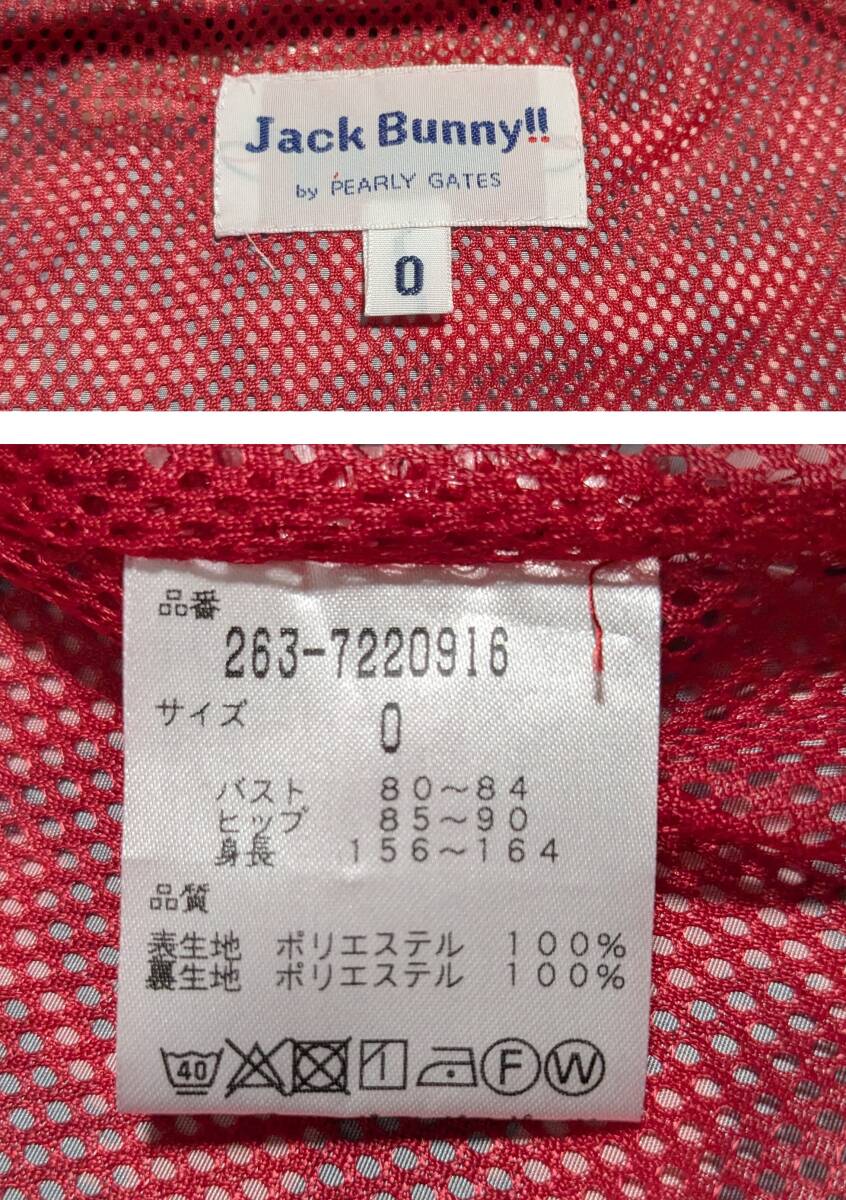 Jack Bunny!!
by PEARLY GATES
0
品番
263-7220916
サイズ 0
バスト 80〜84
ヒップ 85〜90
身長 156〜164
品質
表生地 ポリエステル 100%
裏生地 ポリエステル 100%
40 F W